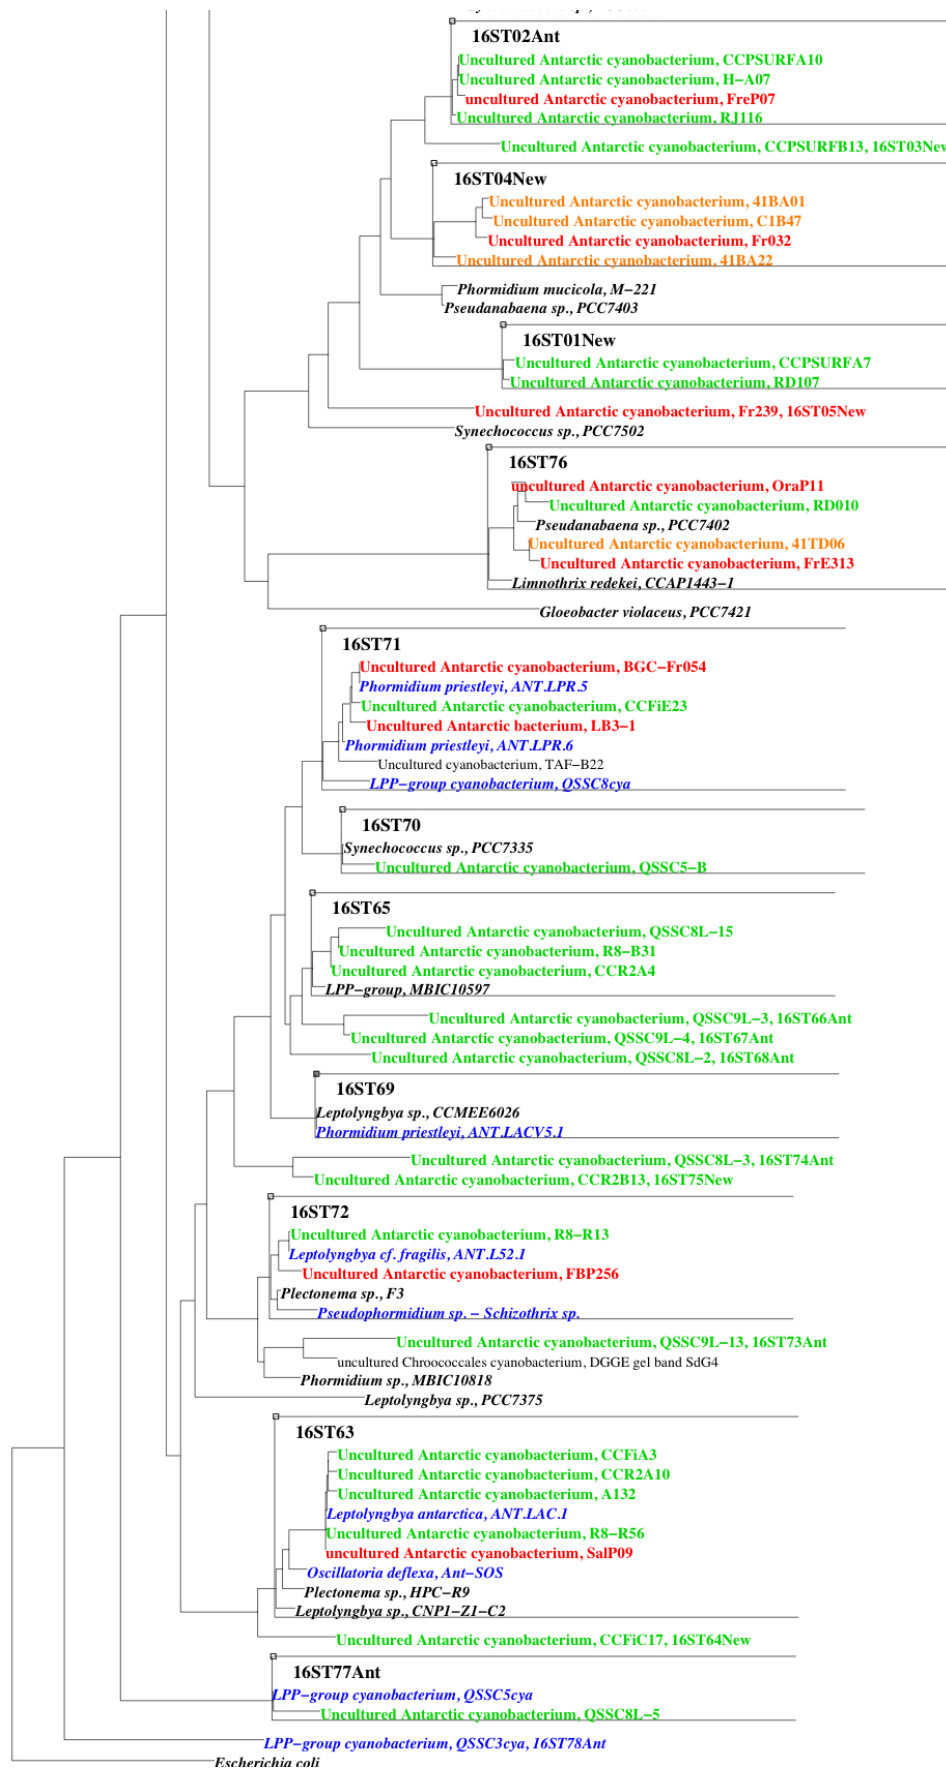 16ST02Ant
Uncultured Antarctic cyanobacterium, CCPSURFA10
Uncultured Antarctic cyanobacterium, H−A07
uncultured Antarctic cyanobacterium, FreP07
Uncultured Antarctic cyanobacterium, RJ116
Uncultured Antarctic cyanobacterium, CCPSURFB13, 16ST03New
16ST04New
Uncultured Antarctic cyanobacterium, 41BA01
Uncultured Antarctic cyanobacterium, C1B47
Uncultured Antarctic cyanobacterium, Fr032
Uncultured Antarctic cyanobacterium, 41BA22
Phormidium mucicola, M−221
Pseudanabaena sp., PCC7403
16ST01New
Uncultured Antarctic cyanobacterium, CCPSURFA7
Uncultured Antarctic cyanobacterium, RD107
Uncultured Antarctic cyanobacterium, Fr239, 16ST05New
Synechococcus sp., PCC7502
16ST76
uncultured Antarctic cyanobacterium, OraP11
Uncultured Antarctic cyanobacterium, RD010
Pseudanabaena sp., PCC7402
Uncultured Antarctic cyanobacterium, 41TD06
Uncultured Antarctic cyanobacterium, FrE313
Limnothrix redekei, CCAP1443−1
Gloeobacter violaceus, PCC7421
16ST71
Uncultured Antarctic cyanobacterium, BGC−Fr054
Phormidium priestleyi, ANT.LPR.5
Uncultured Antarctic cyanobacterium, CCFiE23
Uncultured Antarctic bacterium, LB3−1
Phormidium priestleyi, ANT.LPR.6
Uncultured cyanobacterium, TAF−B22
LPP−group cyanobacterium, QSSC8cya
16ST70
Synechococcus sp., PCC7335
Uncultured Antarctic cyanobacterium, QSSC5−B
16ST65
Uncultured Antarctic cyanobacterium, QSSC8L−15
Uncultured Antarctic cyanobacterium, R8−B31
Uncultured Antarctic cyanobacterium, CCR2A4
LPP−group, MBIC10597
Uncultured Antarctic cyanobacterium, QSSC9L−3, 16ST66Ant
Uncultured Antarctic cyanobacterium, QSSC9L−4, 16ST67Ant
Uncultured Antarctic cyanobacterium, QSSC8L−2, 16ST68Ant
16ST69
Leptolyngbya sp., CCMEE6026
Phormidium priestleyi, ANT.LACV5.1
Uncultured Antarctic cyanobacterium, QSSC8L−3, 16ST74Ant
Uncultured Antarctic cyanobacterium, CCR2B13, 16ST75New
16ST72
Uncultured Antarctic cyanobacterium, R8−R13
Leptolyngbya cf. fragilis, ANT.L52.1
Uncultured Antarctic cyanobacterium, FBP256
Plectonema sp., F3
Pseudophormidium sp. − Schizothrix sp.
Uncultured Antarctic cyanobacterium, QSSC9L−13, 16ST73Ant
uncultured Chroococcales cyanobacterium, DGGE gel band SdG4
Phormidium sp., MBIC10818
Leptolyngbya sp., PCC7375
16ST63
Uncultured Antarctic cyanobacterium, CCFiA3
Uncultured Antarctic cyanobacterium, CCR2A10
Uncultured Antarctic cyanobacterium, A132
Leptolyngbya antarctica, ANT.LAC.1
Uncultured Antarctic cyanobacterium, R8−R56
uncultured Antarctic cyanobacterium, SalP09
Oscillatoria deflexa, Ant−SOS
Plectonema sp., HPC−R9
Leptolyngbya sp., CNP1−Z1−C2
Uncultured Antarctic cyanobacterium, CCFiC17, 16ST64New
16ST77Ant
LPP−group cyanobacterium, QSSC5cya
Uncultured Antarctic cyanobacterium, QSSC8L−5
LPP−group cyanobacterium, QSSC3cya, 16ST78Ant
Escherichia coli